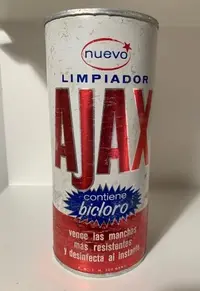 nuevo
LIMPIADOR
AJAX
contiene
bicloro
vence las manchas
más resistentes
y desinfecta al instante